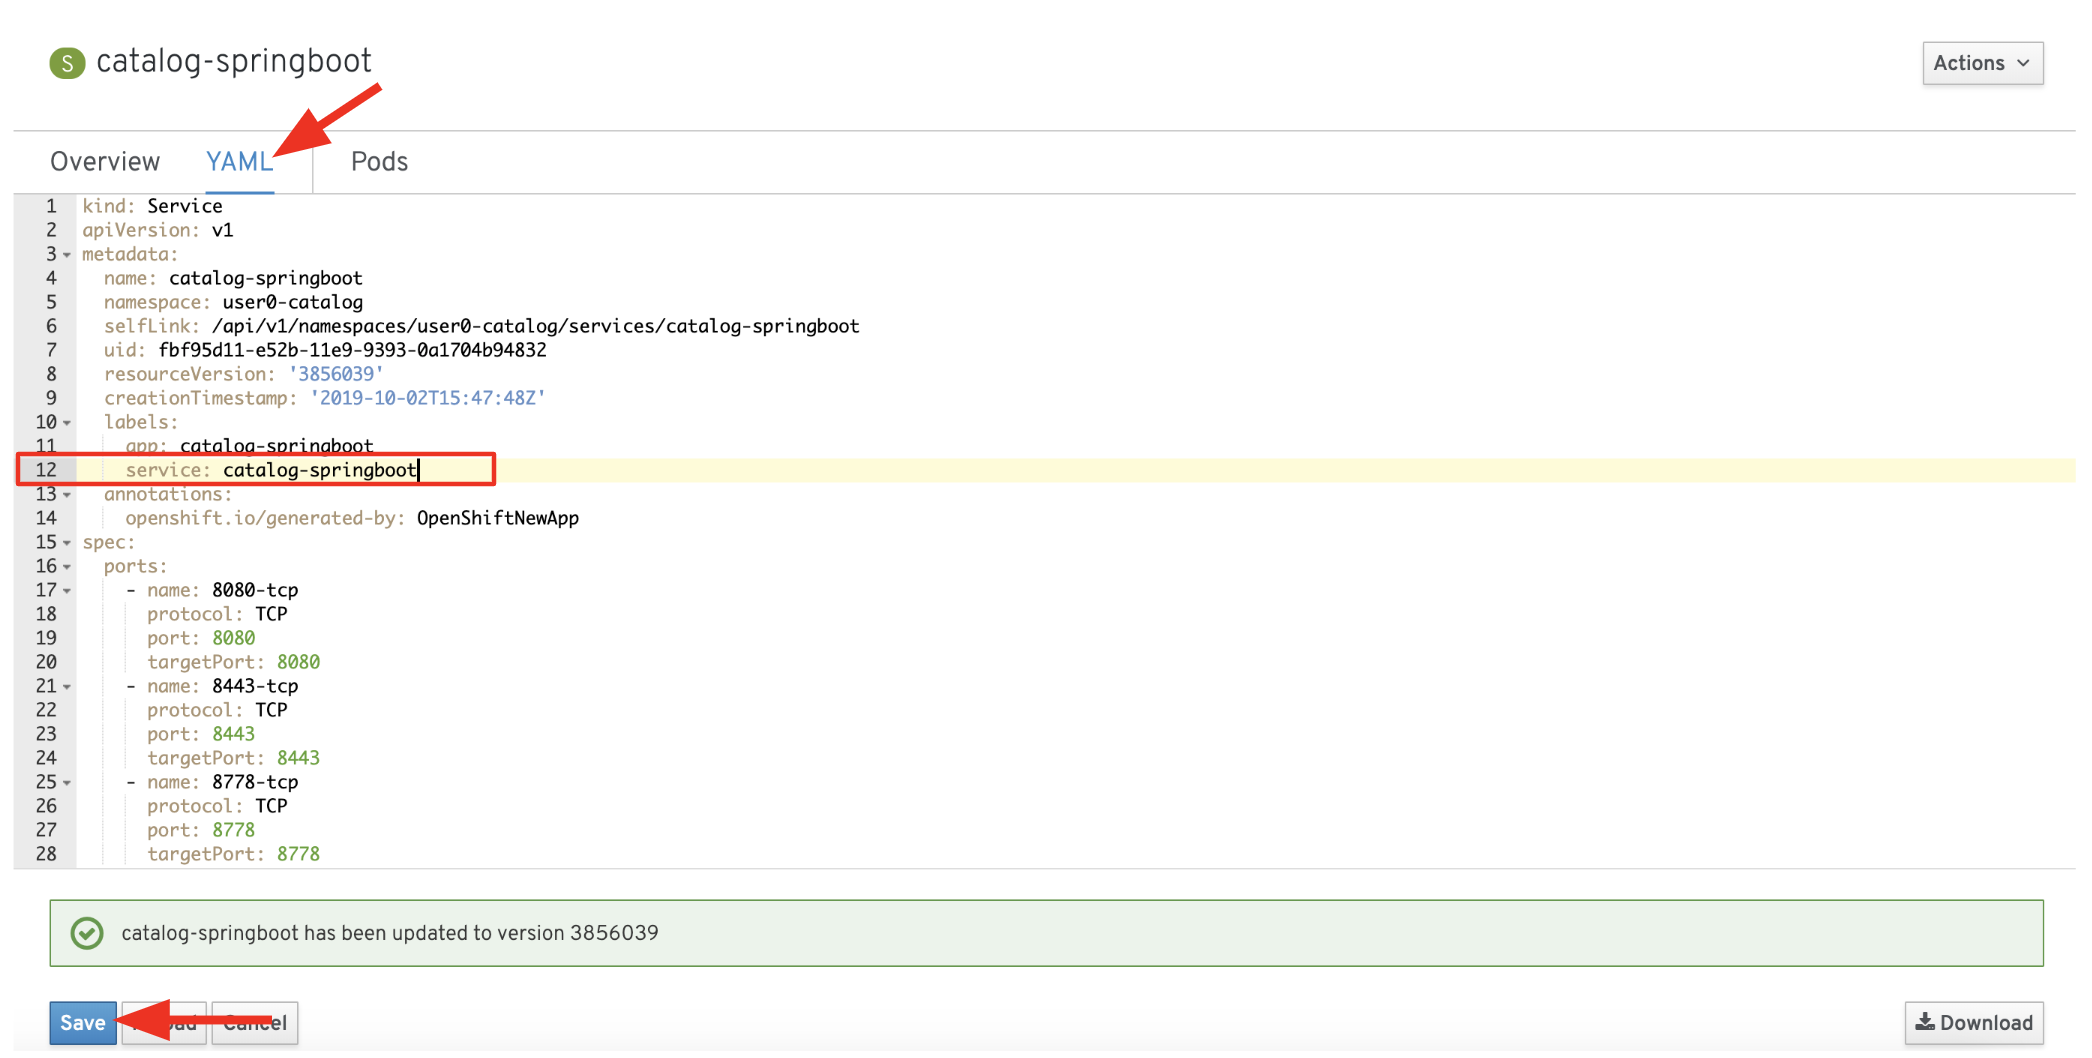 S catalog-springboot
Actions
Overview YAML Pods
1 kind: Service
2 apiVersion: v1
3 metadata:
4 name: catalog-springboot
5 namespace: user0-catalog
6 selfLink: /api/v1/namespaces/user0-catalog/services/catalog-springboot
7 uid: fbf95d11-e52b-11e9-9393-0a1704b94832
8 resourceVersion: '3856039'
9 creationTimestamp: '2019-10-02T15:47:48Z'
10 labels:
11 app: catalog-springboot
12 service: catalog-springboot
13 annotations:
14 openshift.io/generated-by: OpenShiftNewApp
15 spec:
16 ports:
17 - name: 8080-tcp
18 protocol: TCP
19 port: 8080
20 targetPort: 8080
21 - name: 8443-tcp
22 protocol: TCP
23 port: 8443
24 targetPort: 8443
25 - name: 8778-tcp
26 protocol: TCP
27 port: 8778
28 targetPort: 8778
catalog-springboot has been updated to version 3856039
Save Cancel Download